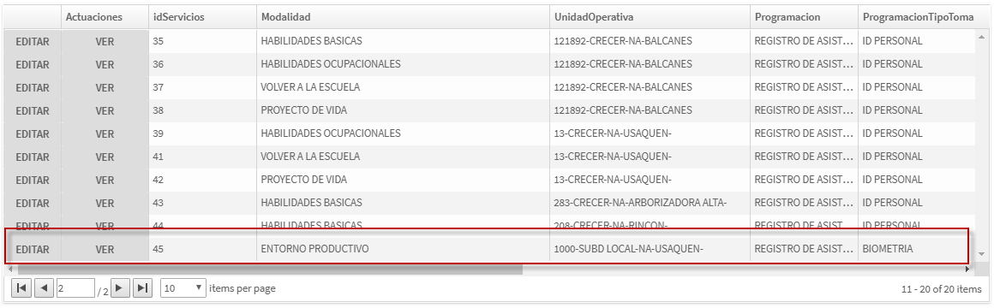 Actuaciones idServicios Modalidad UnidadOperativa Programacion ProgramacionTipoToma
EDITAR VER 35 HABILIDADES BASICAS 121892-CRECER-NA-BALCANES REGISTRO DE ASIST... ID PERSONAL
EDITAR VER 36 HABILIDADES OCUPACIONALES 121892-CRECER-NA-BALCANES REGISTRO DE ASIST... ID PERSONAL
EDITAR VER 37 VOLVER A LA ESCUELA 121892-CRECER-NA-BALCANES REGISTRO DE ASIST... ID PERSONAL
EDITAR VER 38 PROYECTO DE VIDA 121892-CRECER-NA-BALCANES REGISTRO DE ASIST... ID PERSONAL
EDITAR VER 39 HABILIDADES OCUPACIONALES 13-CRECER-NA-USAQUEN- REGISTRO DE ASIST... ID PERSONAL
EDITAR VER 41 VOLVER A LA ESCUELA 13-CRECER-NA-USAQUEN- REGISTRO DE ASIST... ID PERSONAL
EDITAR VER 42 PROYECTO DE VIDA 13-CRECER-NA-USAQUEN- REGISTRO DE ASIST... ID PERSONAL
EDITAR VER 43 HABILIDADES BASICAS 283-CRECER-NA-ARBORIZADORA ALTA- REGISTRO DE ASIST... ID PERSONAL
EDITAR VER 44 HABILIDADES BASICAS 208-CRECER-NA-RINCON- REGISTRO DE ASIST... ID PERSONAL
EDITAR VER 45 ENTORNO PRODUCTIVO 1000-SUBD LOCAL-NA-USAQUEN- REGISTRO DE ASIST... BIOMETRIA
2 / 2 10 items per page 11 - 20 of 20 items